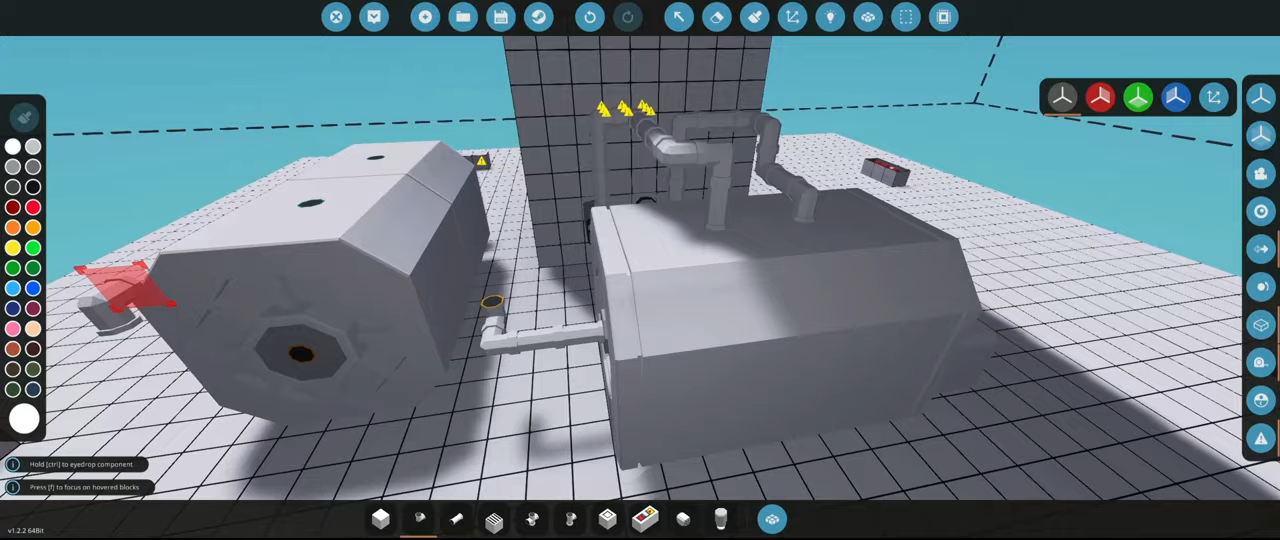 Hold [ctrl] to eyedrop component
Press [f] to focus on hovered blocks
v1.2.2 64Bit